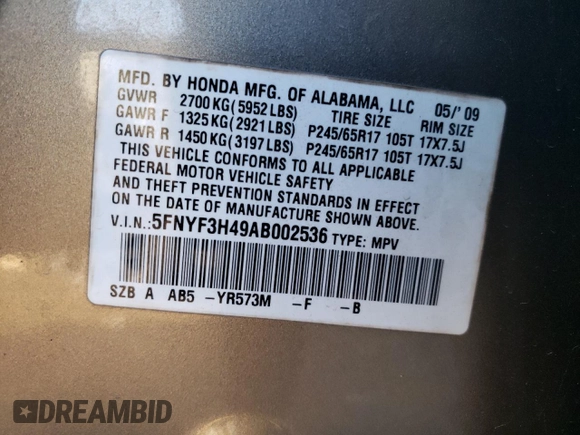 MFD. BY HONDA MFG. OF ALABAMA, LLC 05/'09
GVWR 2700 KG (5952 LBS) TIRE SIZE RIM SIZE
GAWR F 1325 KG (2921 LBS) P245/65R17 105T 17X7.5J
GAWR R 1450 KG (3197 LBS) P245/65R17 105T 17X7.5J
THIS VEHICLE CONFORMS TO ALL APPLICABLE
FEDERAL MOTOR VEHICLE SAFETY
AND THEFT PREVENTION STANDARDS IN EFFECT
ON THE DATE OF MANUFACTURE SHOWN ABOVE.
V.I.N.: 5FNYF3H49AB002536 TYPE: MPV
SZB A AB5 -YR573M -F -B
DREAMBID